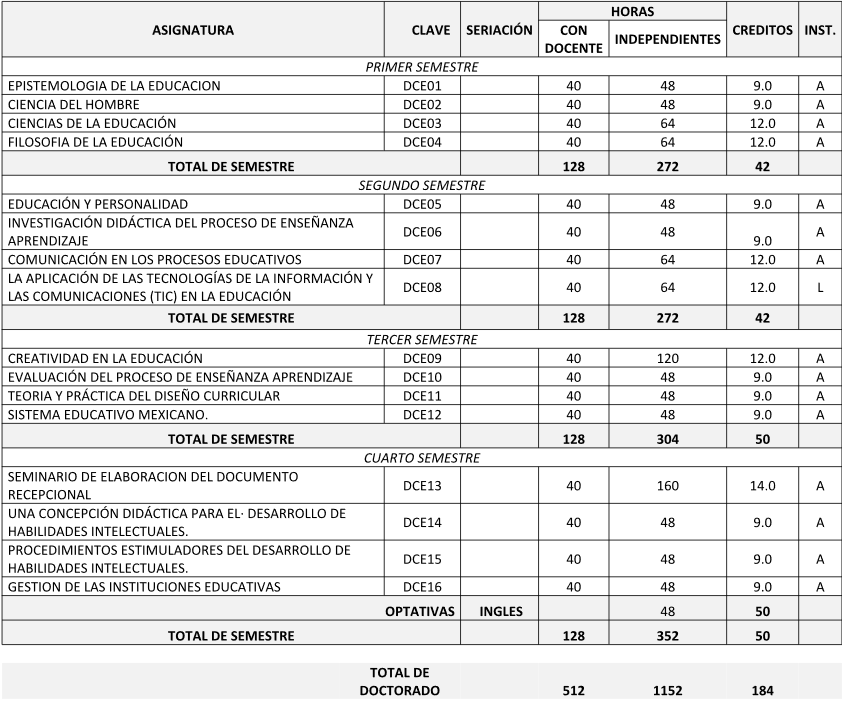 ASIGNATURA CLAVE SERIACIÓN HORAS CREDITOS INST.
CON DOCENTE INDEPENDIENTES
PRIMER SEMESTRE
EPISTEMOLOGIA DE LA EDUCACION DCE01 40 48 9.0 A
CIENCIA DEL HOMBRE DCE02 40 48 9.0 A
CIENCIAS DE LA EDUCACIÓN DCE03 40 64 12.0 A
FILOSOFIA DE LA EDUCACIÓN DCE04 40 64 12.0 A
TOTAL DE SEMESTRE 128 272 42
SEGUNDO SEMESTRE
EDUCACIÓN Y PERSONALIDAD DCE05 40 48 9.0 A
INVESTIGACIÓN DIDÁCTICA DEL PROCESO DE ENSEÑANZA
APRENDIZAJE DCE06 40 48 9.0 A
COMUNICACIÓN EN LOS PROCESOS EDUCATIVOS DCE07 40 64 12.0 A
LA APLICACIÓN DE LAS TECNOLOGÍAS DE LA INFORMACIÓN Y
LAS COMUNICACIONES (TIC) EN LA EDUCACIÓN DCE08 40 64 12.0 L
TOTAL DE SEMESTRE 128 272 42
TERCER SEMESTRE
CREATIVIDAD EN LA EDUCACIÓN DCE09 40 120 12.0 A
EVALUACIÓN DEL PROCESO DE ENSEÑANZA APRENDIZAJE DCE10 40 48 9.0 A
TEORIA Y PRÁCTICA DEL DISEÑO CURRICULAR DCE11 40 48 9.0 A
SISTEMA EDUCATIVO MEXICANO. DCE12 40 48 9.0 A
TOTAL DE SEMESTRE 128 304 50
CUARTO SEMESTRE
SEMINARIO DE ELABORACION DEL DOCUMENTO
RECEPCIONAL DCE13 40 160 14.0 A
UNA CONCEPCIÓN DIDÁCTICA PARA EL· DESARROLLO DE
HABILIDADES INTELECTUALES. DCE14 40 48 9.0 A
PROCEDIMIENTOS ESTIMULADORES DEL DESARROLLO DE
HABILIDADES INTELECTUALES. DCE15 40 48 9.0 A
GESTION DE LAS INSTITUCIONES EDUCATIVAS DCE16 40 48 9.0 A
OPTATIVAS INGLES 48 50
TOTAL DE SEMESTRE 128 352 50
TOTAL DE
DOCTORADO 512 1152 184